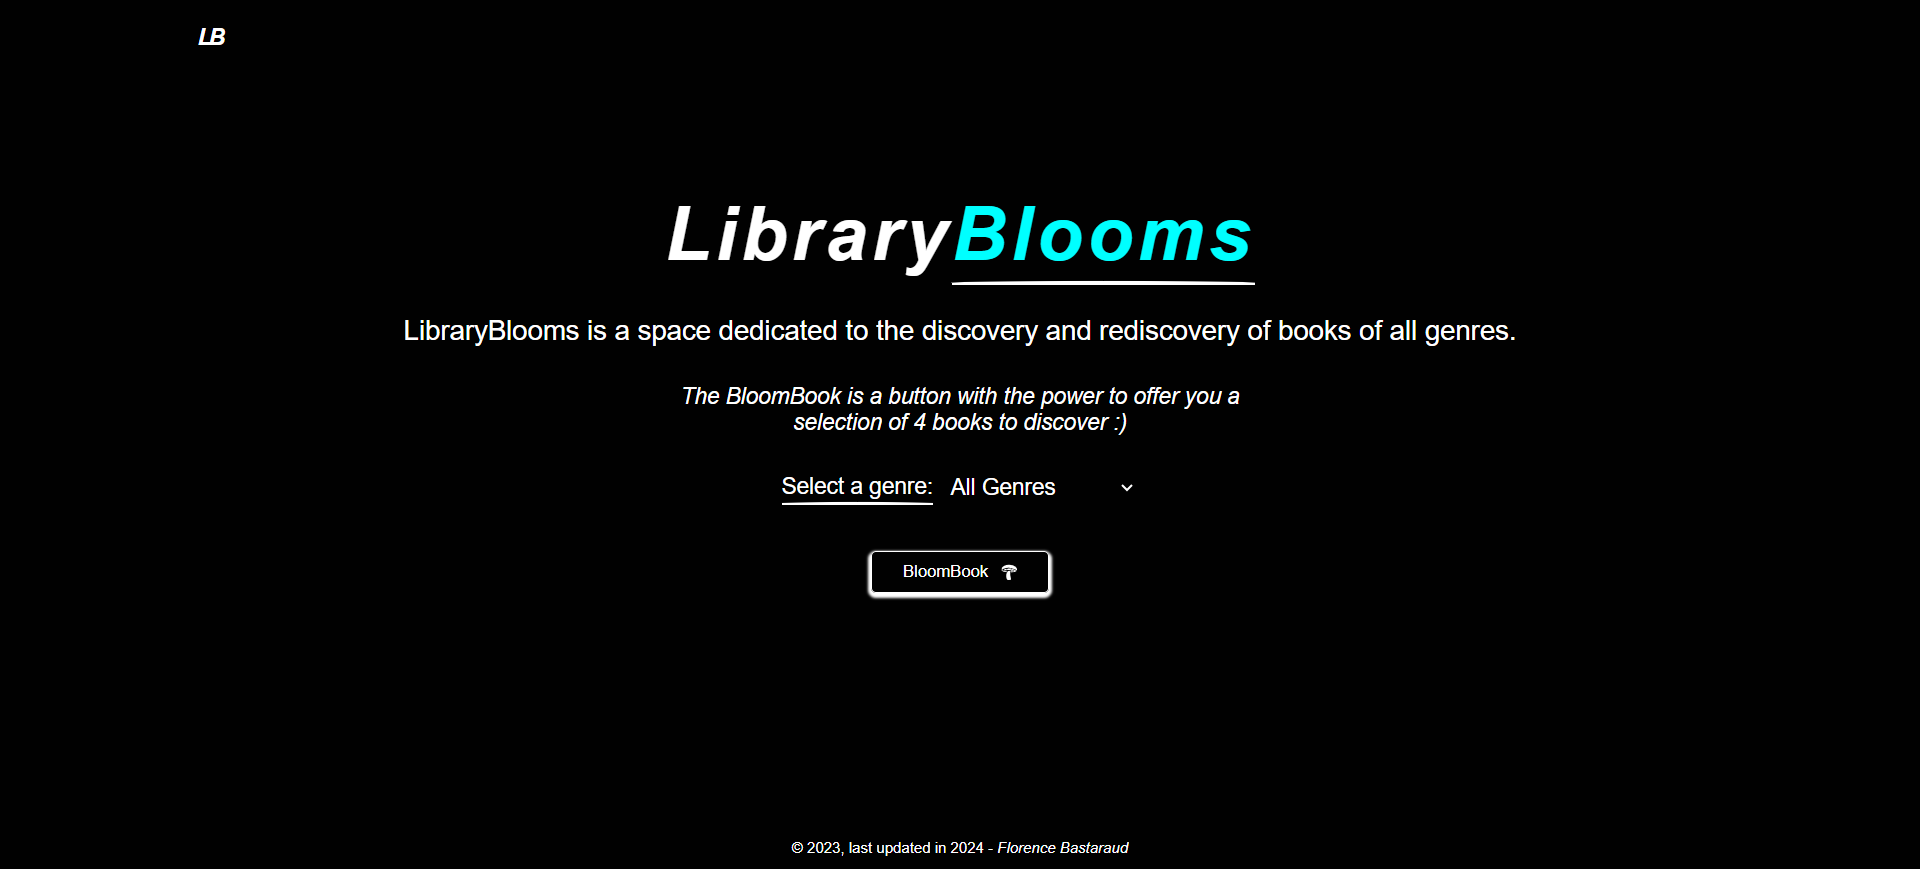 LB
LibraryBlooms
LibraryBlooms is a space dedicated to the discovery and rediscovery of books of all genres.
The BloomBook is a button with the power to offer you a
selection of 4 books to discover :)
Select a genre: All Genres
BloomBook
© 2023, last updated in 2024 - Florence Bastaraud